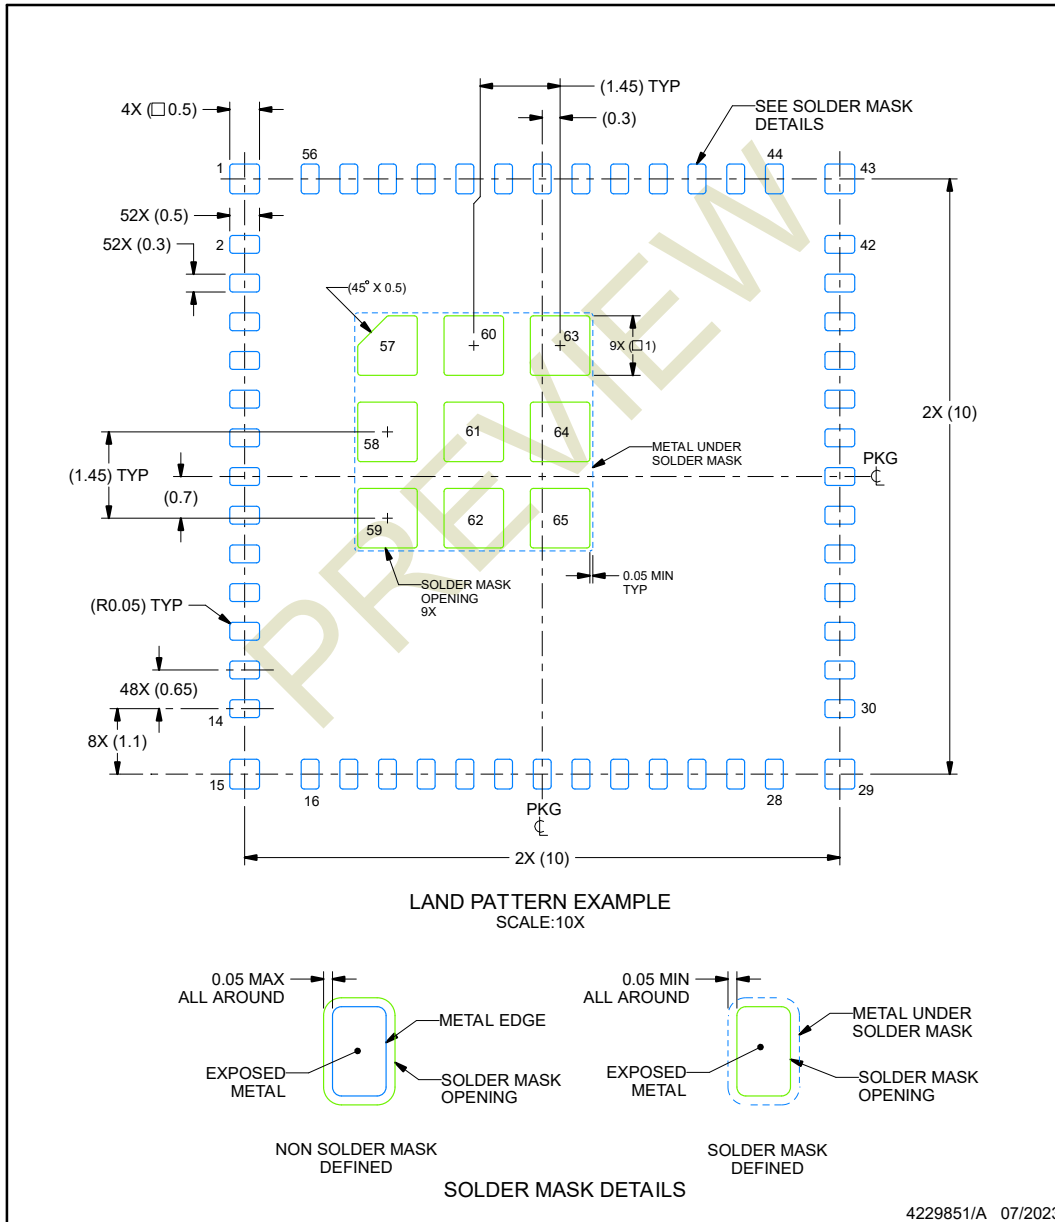 (1.45) TYP
4X (□ 0.5)
(0.3)
SEE SOLDER MASK
DETAILS
1
56
44
43
52X (0.5)
2
42
52X (0.3)
(45° X 0.5)
57
60
63
9X (□ 1)
2X (10)
58
61
64
METAL UNDER
SOLDER MASK
PKG
(1.45) TYP
(0.7)
59
62
65
SOLDER MASK
OPENING
9X
0.05 MIN
TYP
(R0.05) TYP
48X (0.65)
14
30
8X (1.1)
15
16
28
29
PKG
2X (10)
PREVIEW
LAND PATTERN EXAMPLE
SCALE:10X
0.05 MAX
ALL AROUND
METAL EDGE
EXPOSED
METAL
SOLDER MASK
OPENING
NON SOLDER MASK
DEFINED
0.05 MIN
ALL AROUND
METAL UNDER
SOLDER MASK
EXPOSED
METAL
SOLDER MASK
OPENING
SOLDER MASK
DEFINED
SOLDER MASK DETAILS
4229851/A 07/2023